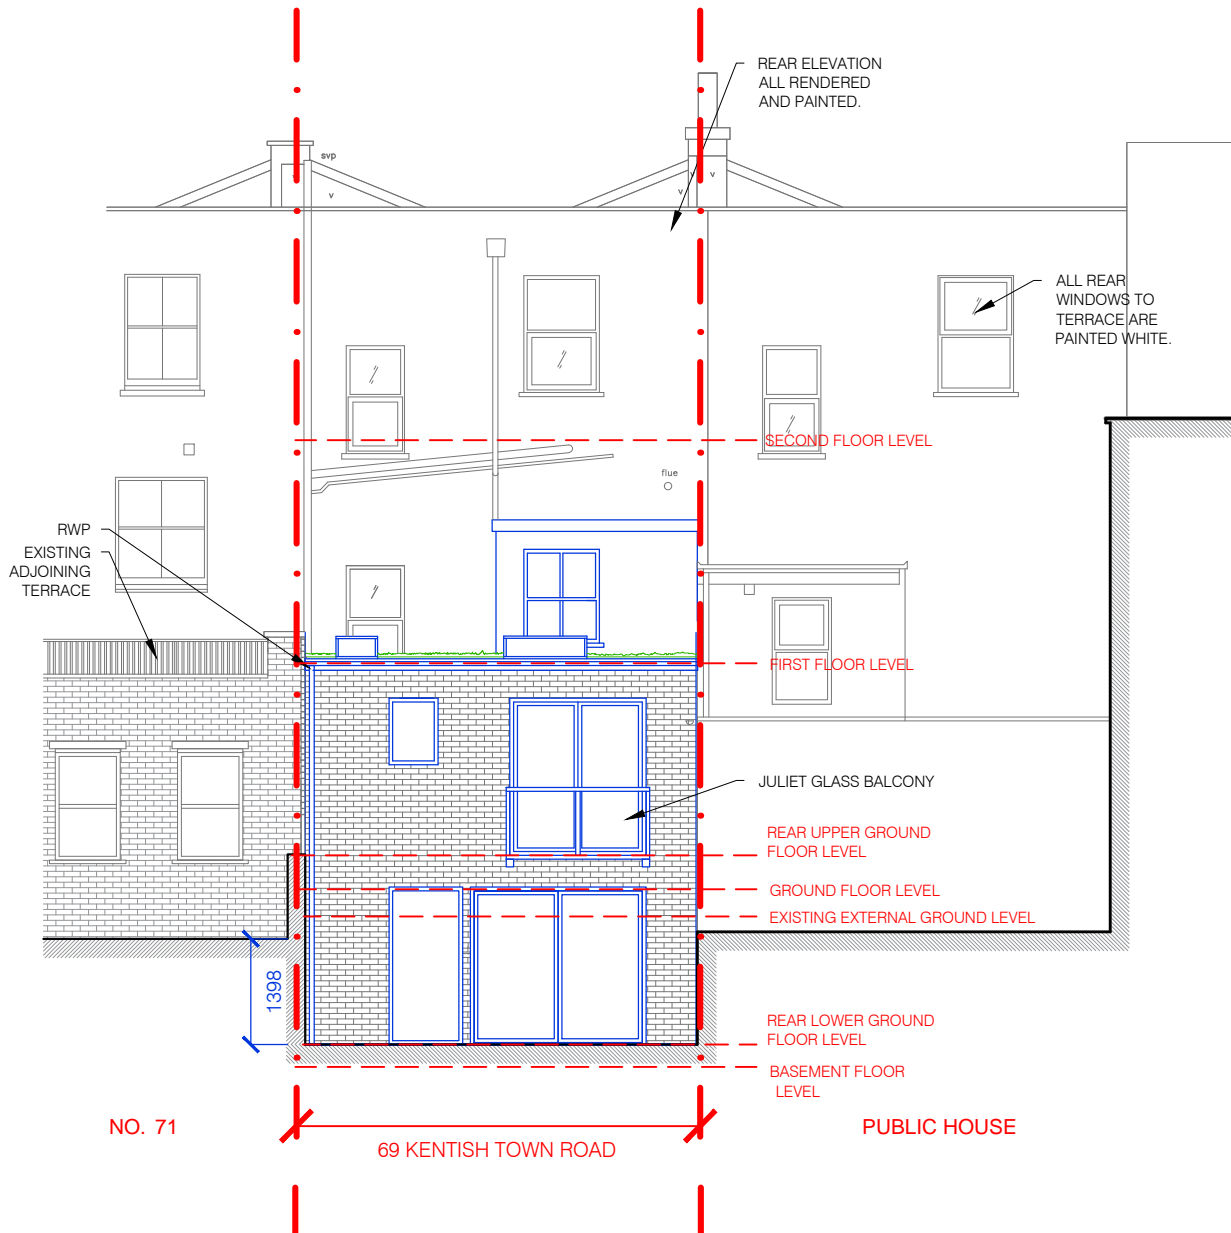 REAR ELEVATION
ALL RENDERED
AND PAINTED.
svp
v
v
v
v
v
ALL REAR
WINDOWS TO
TERRACE ARE
PAINTED WHITE.
SECOND FLOOR LEVEL
flue
RWP
EXISTING
ADJOINING
TERRACE
FIRST FLOOR LEVEL
JULIET GLASS BALCONY
REAR UPPER GROUND
FLOOR LEVEL
GROUND FLOOR LEVEL
EXISTING EXTERNAL GROUND LEVEL
1398
REAR LOWER GROUND
FLOOR LEVEL
BASEMENT FLOOR
LEVEL
NO. 71
69 KENTISH TOWN ROAD
PUBLIC HOUSE